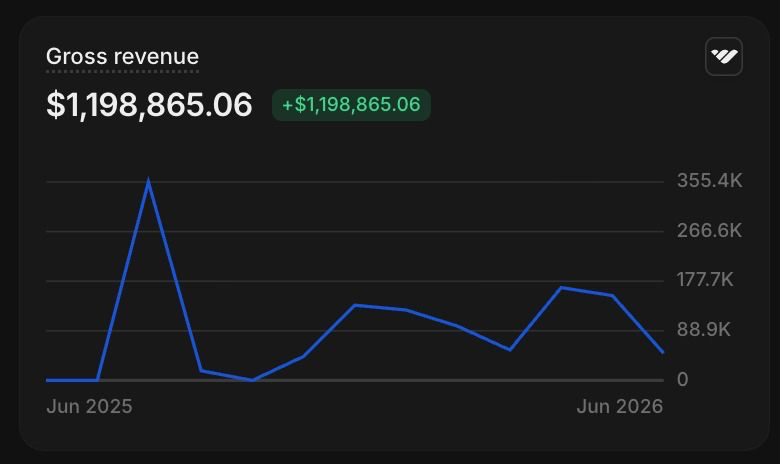 Gross revenue
$1,198,865.06 +$1,198,865.06
355.4K
266.6K
177.7K
88.9K
0
Jun 2025 Jun 2026